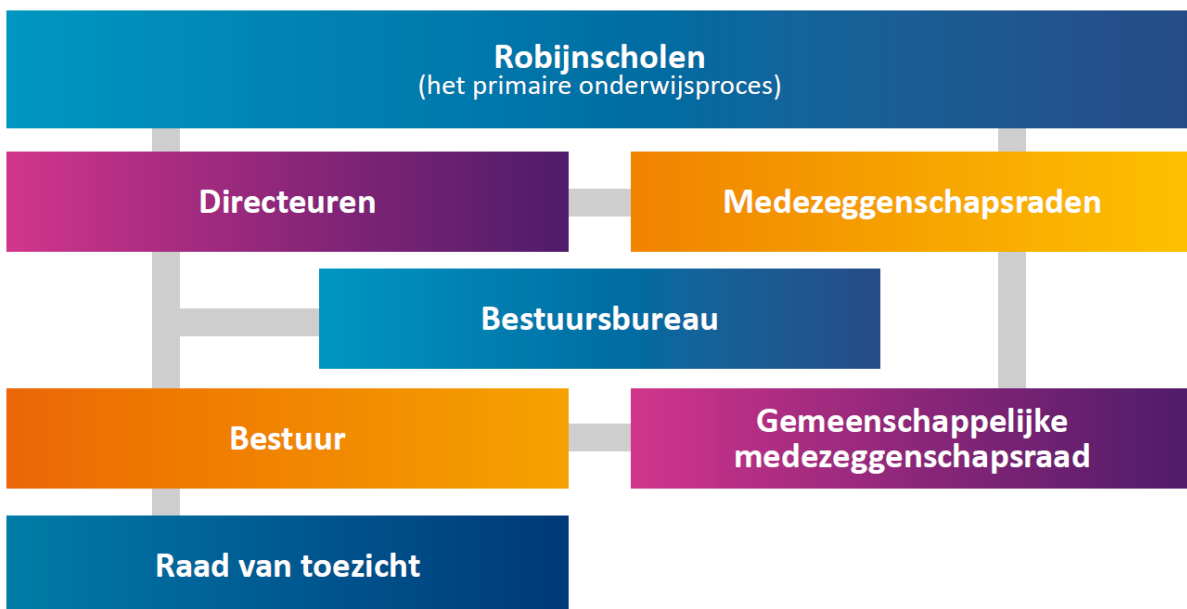 Robijnscholen
(het primaire onderwijsproces)
Directeuren
Medezeggenschapsraden
Bestuursbureau
Bestuur
Gemeenschappelijke
medezeggenschapsraad
Raad van toezicht